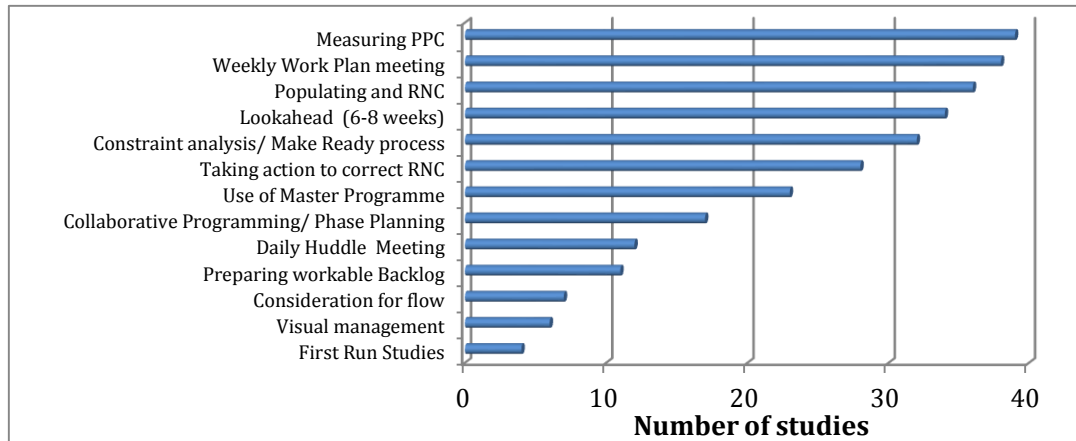 Measuring PPC
Weekly Work Plan meeting
Populating and RNC
Lookahead (6-8 weeks)
Constraint analysis/ Make Ready process
Taking action to correct RNC
Use of Master Programme
Collaborative Programming/ Phase Planning
Daily Huddle Meeting
Preparing workable Backlog
Consideration for flow
Visual management
First Run Studies
0 10 20 30 40
Number of studies